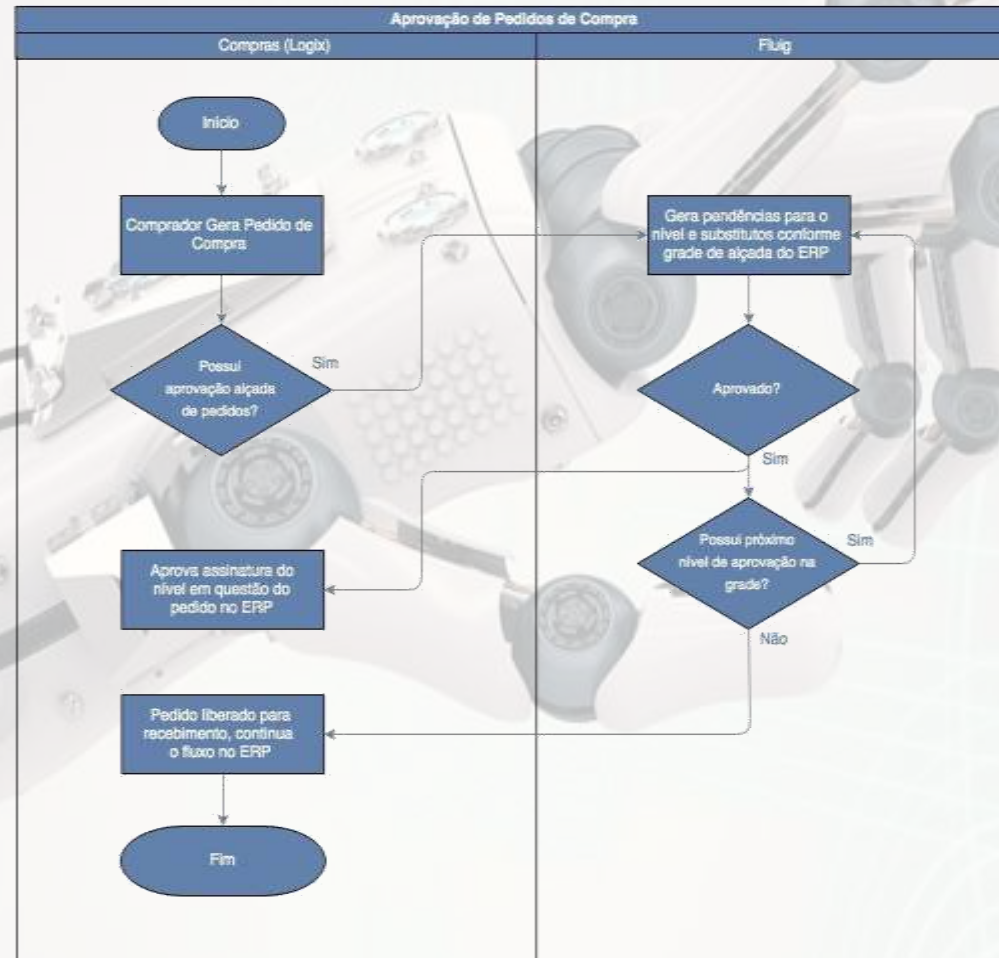 Aprovação de Pedidos de Compra
Compras (Logix)
Fluig
Início
Comprador Gera Pedido de
Compra
Possui
aprovação alçada
de pedidos?
Sim
Gera pendências para o
nível e substitutos conforme
grade de alçada do ERP
Aprovado?
Sim
Possui próximo
nível de aprovação na
grade?
Sim
Não
Aprova assinatura do
nível em questão do
pedido no ERP
Pedido liberado para
recebimento, continua
o fluxo no ERP
Fim